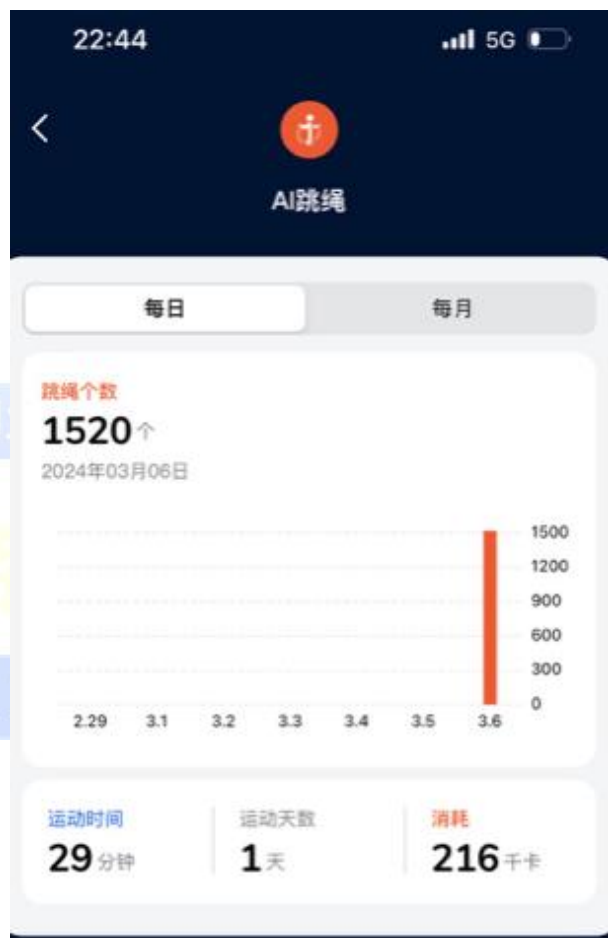 22:44 5G
AI跳绳
每日 每月
跳绳个数
1520个
2024年03月06日
1500
1200
900
600
300
0
2.29 3.1 3.2 3.3 3.4 3.5 3.6
运动时间 运动天数 消耗
29分钟 1天 216千卡